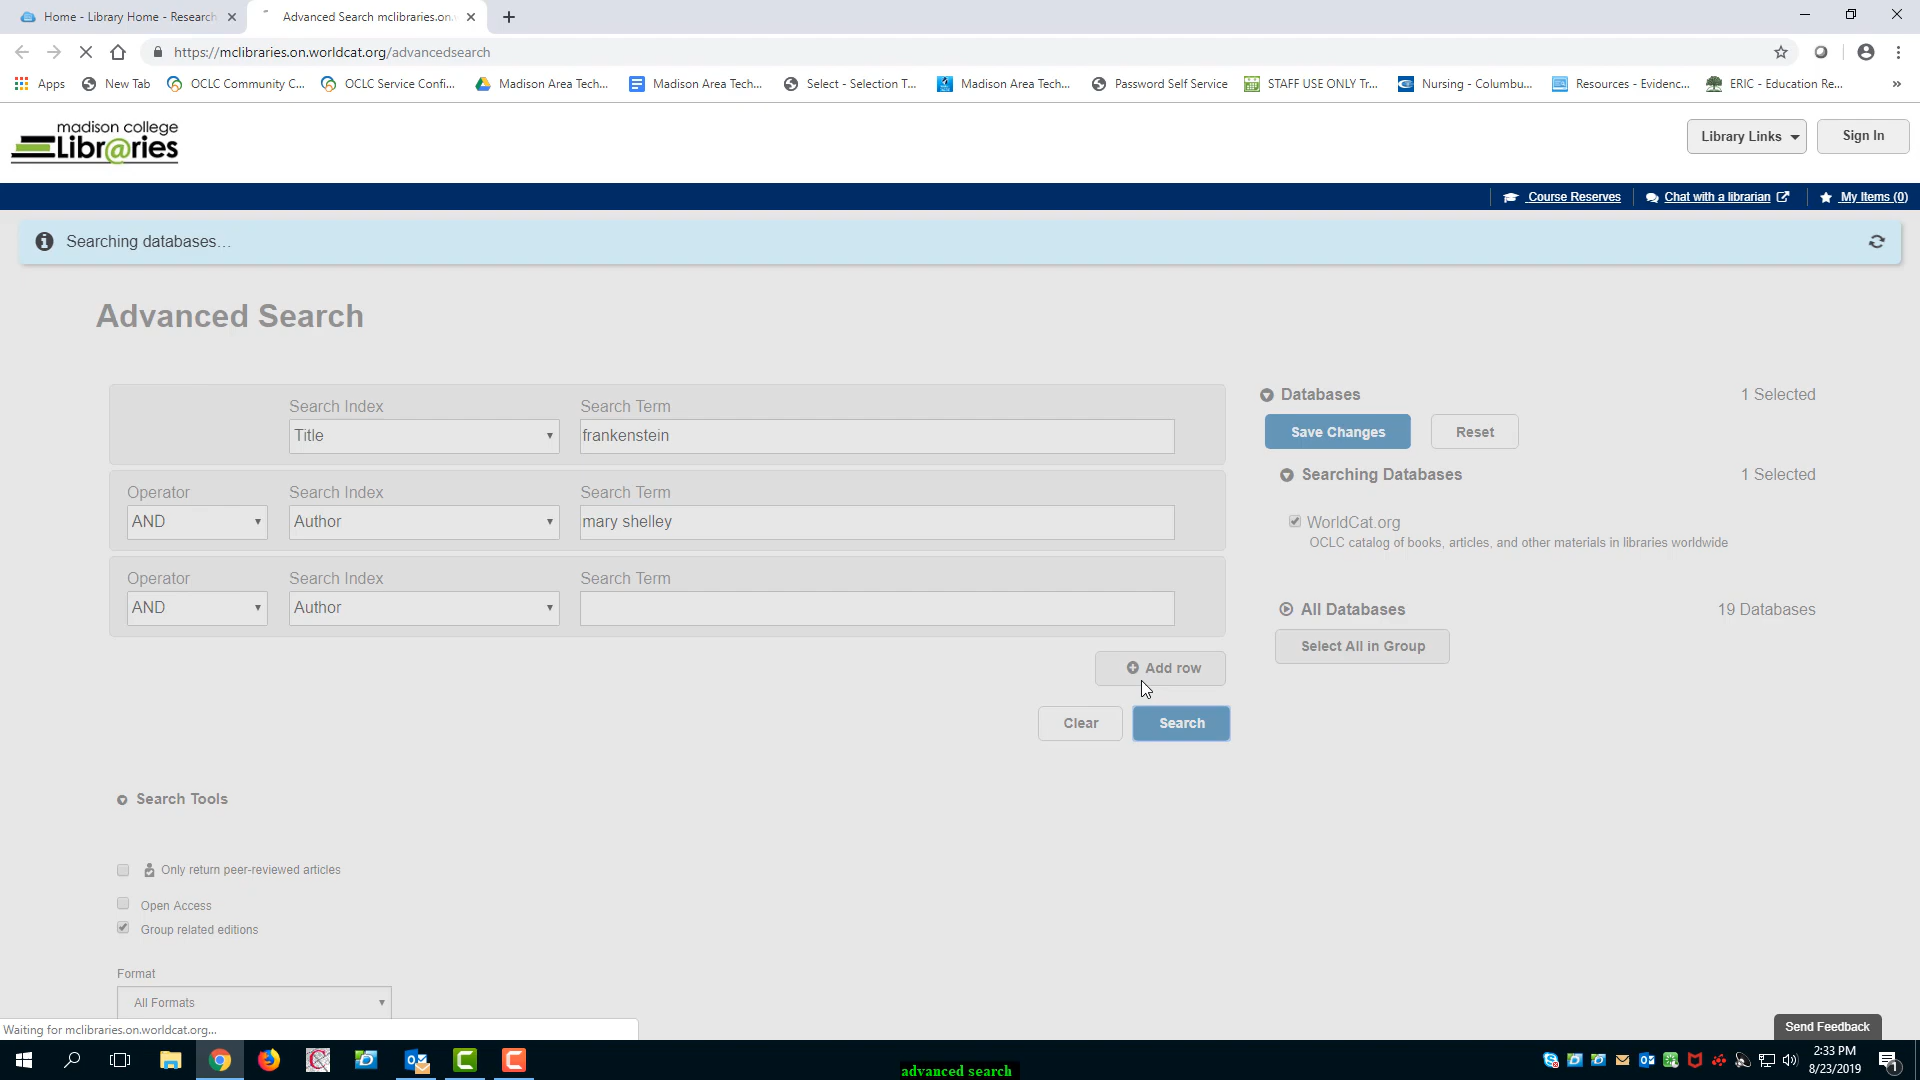 Home - Library Home - Research
Advanced Search mclibraries.on.
https://mclibraries.on.worldcat.org/advancedsearch
Apps
New Tab
OCLC Community C...
OCLC Service Confi...
Madison Area Tech...
Madison Area Tech...
Select - Selection T...
Madison Area Tech...
Password Self Service
STAFF USE ONLY Tr...
Nursing - Columbu...
Resources - Evidenc...
ERIC - Education Re...
madison college
Libr@ries
Library Links
Sign In
Course Reserves
Chat with a librarian
My Items (0)
Searching databases…
Advanced Search
Search Index
Search Term
Title
frankenstein
Operator
Search Index
Search Term
AND
Author
mary shelley
Operator
Search Index
Search Term
AND
Author
Add row
Clear
Search
Databases
1 Selected
Save Changes
Reset
Searching Databases
1 Selected
WorldCat.org
OCLC catalog of books, articles, and other materials in libraries worldwide
All Databases
19 Databases
Select All in Group
Search Tools
Only return peer-reviewed articles
Open Access
Group related editions
Format
All Formats
Waiting for mclibraries.on.worldcat.org...
Send Feedback
advanced search
2:33 PM
8/23/2019
1